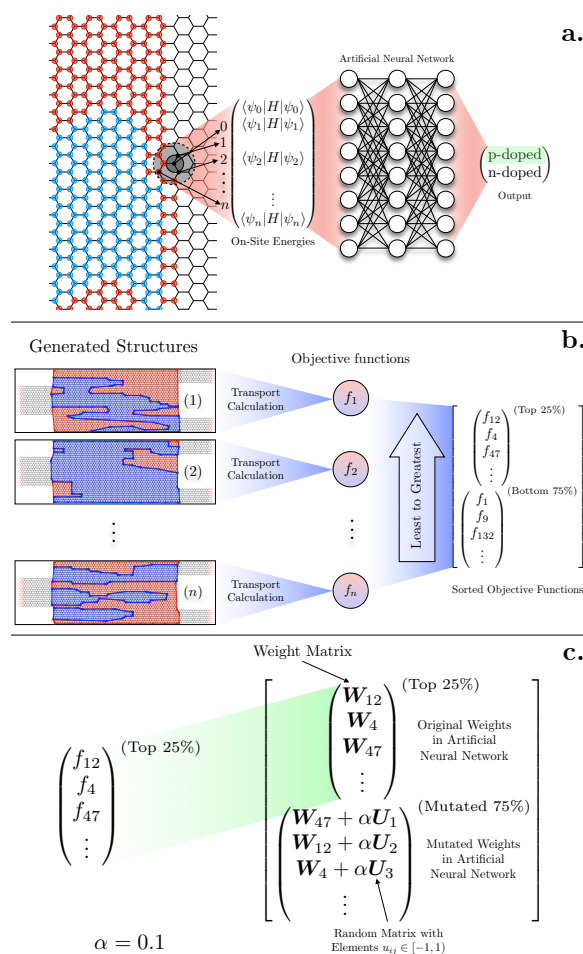 a.
Artificial Neural Network
0
1
2
n
⟨ψ₀|H|ψ₀⟩
⟨ψ₁|H|ψ₁⟩
⟨ψ₂|H|ψ₂⟩
⋮
⟨ψₙ|H|ψₙ⟩
On-Site Energies
p-doped
n-doped
Output
b.
Generated Structures
Objective functions
(1)
Transport
Calculation
f₁
(2)
Transport
Calculation
f₂
⋮
⋮
(n)
Transport
Calculation
fₙ
Least to Greatest
(Top 25%)
f₁₂
f₄
f₄₇
⋮
(Bottom 75%)
f₁
f₉
f₁₃₂
⋮
Sorted Objective Functions
c.
Weight Matrix
(Top 25%)
f₁₂
f₄
f₄₇
⋮
(Top 25%)
W₁₂
W₄
W₄₇
⋮
Original Weights
in Artificial
Neural Network
(Mutated 75%)
W₄₇ + αU₁
W₁₂ + αU₂
W₄ + αU₃
⋮
Mutated Weights
in Artificial
Neural Network
Random Matrix with
Elements uᵢⱼ ∈ [−1, 1)
α = 0.1